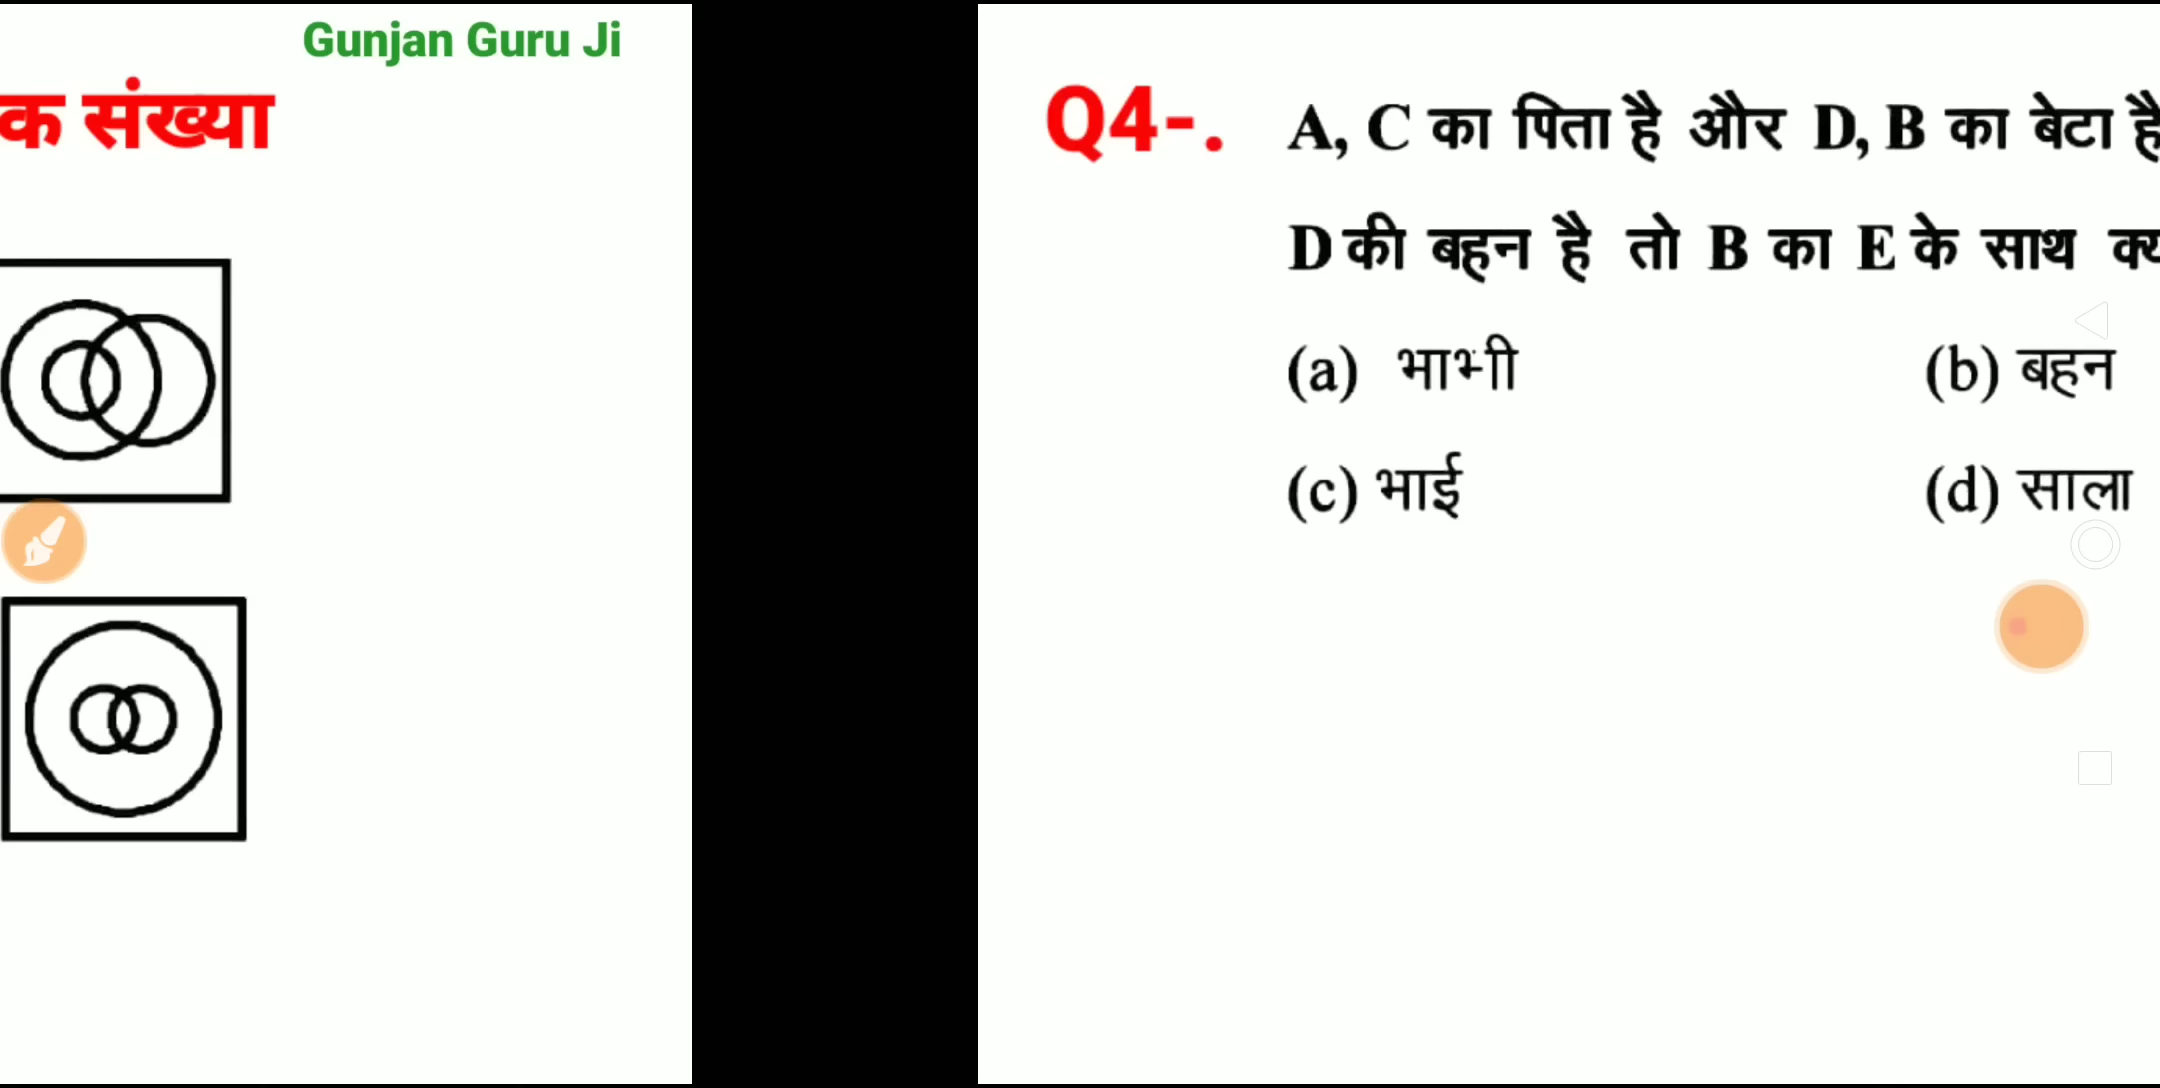 Gunjan Guru Ji
क संख्या
Q4-. A, C का पिता है और D, B का बेटा है
D की बहन है तो B का E के साथ
(a) भाभी
(b) बहन
(c) भाई
(d) साला